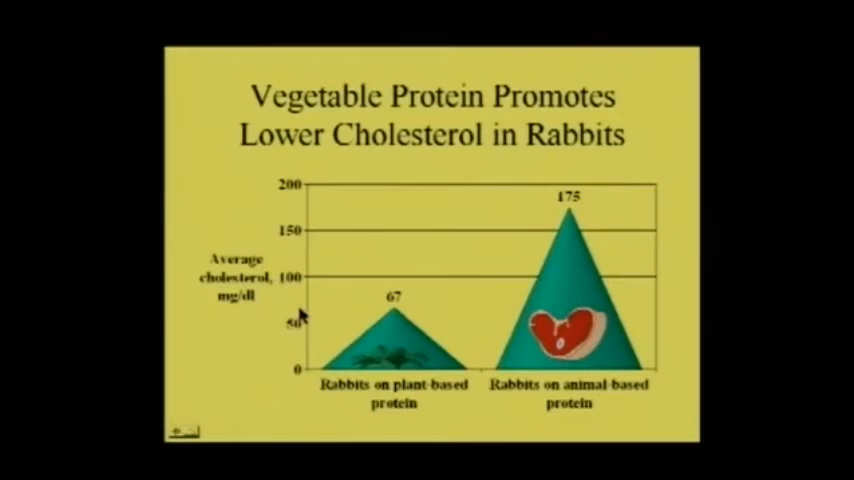 Vegetable Protein Promotes
Lower Cholesterol in Rabbits
200
175
150
Average
cholesterol,
mg/dl
100
67
50
0
Rabbits on plant-based
protein
Rabbits on animal-based
protein